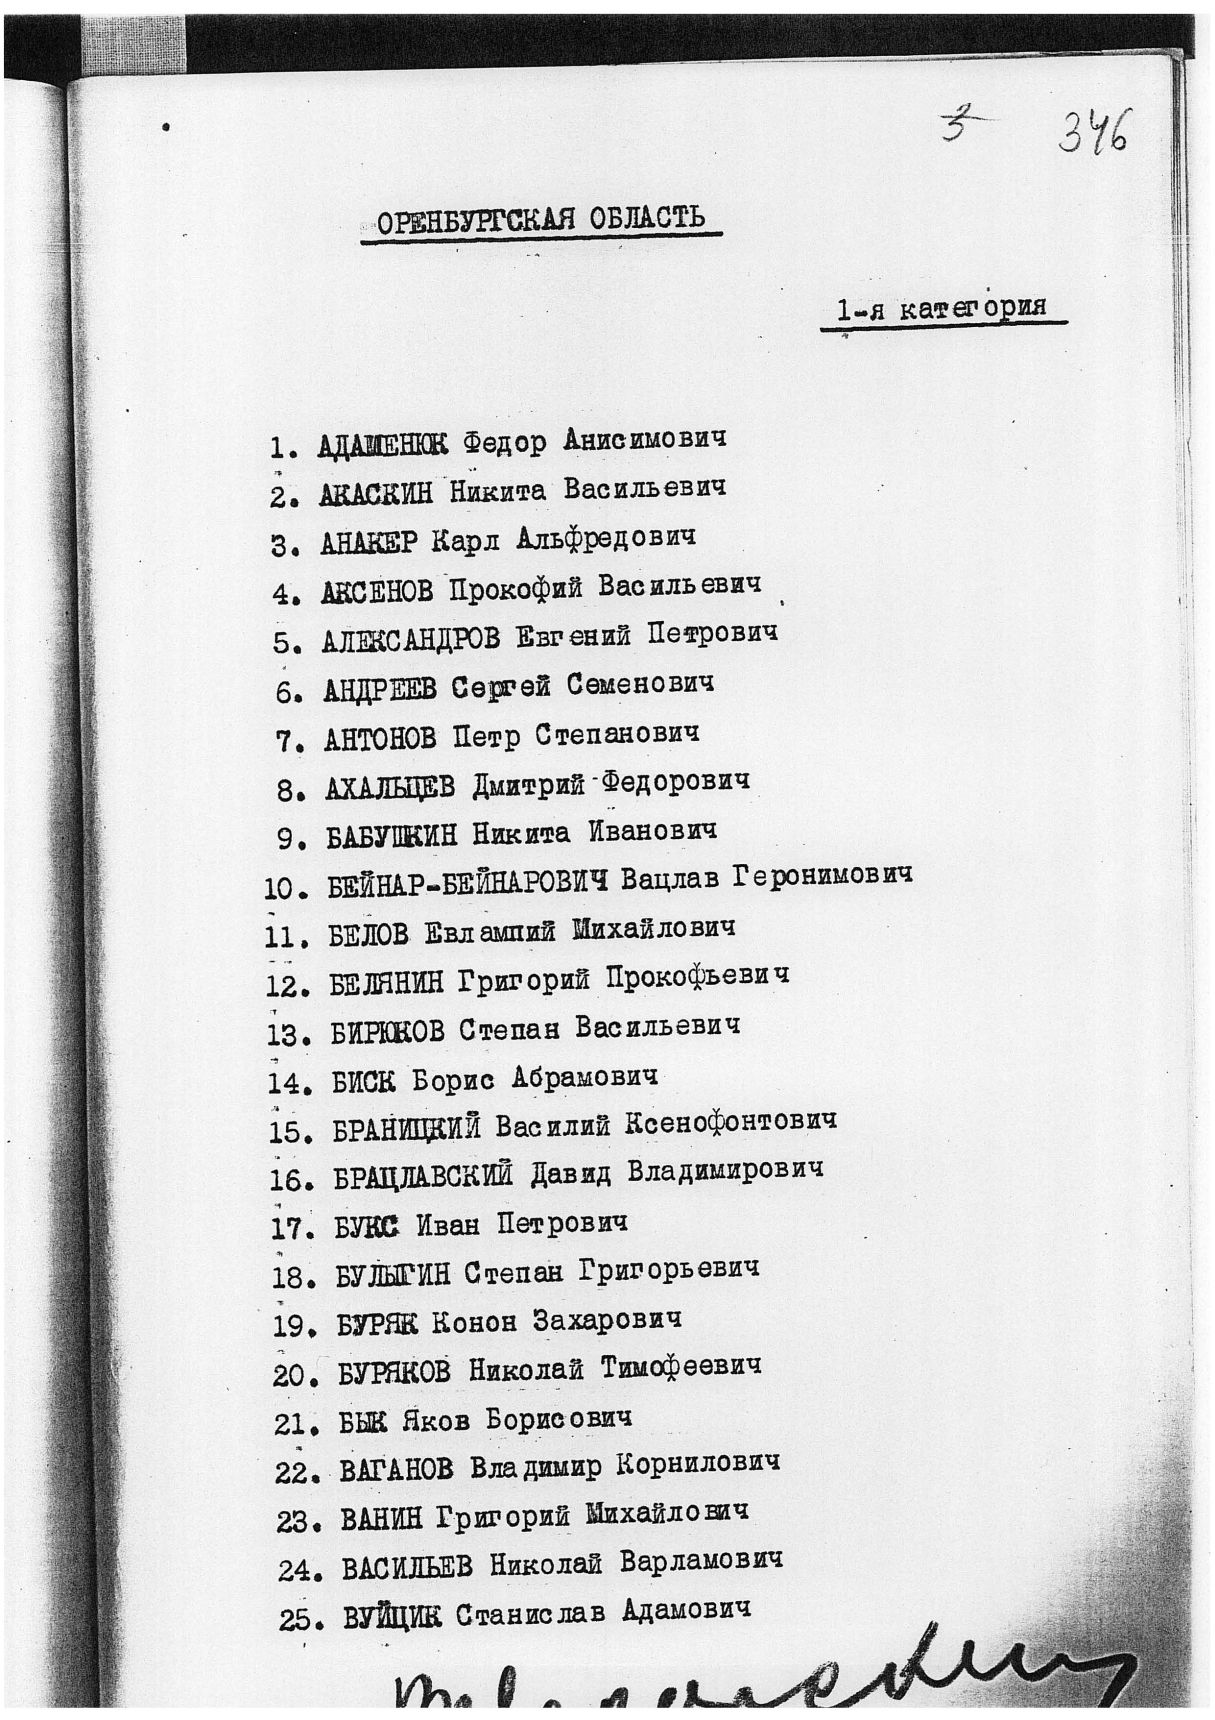 3 346
ОРЕНБУРГСКАЯ ОБЛАСТЬ
1-я категория
1. АДАМЕНЮК Федор Анисимович
2. АКАСКИН Никита Васильевич
3. АНАКЕР Карл Альфредович
4. АКСЕНОВ Прокофий Васильевич
5. АЛЕКСАНДРОВ Евгений Петрович
6. АНДРЕЕВ Сергей Семенович
7. АНТОНОВ Петр Степанович
8. АХАЛЬЦЕВ Дмитрий Федорович
9. БАБУШКИН Никита Иванович
10. БЕЙНАР-БЕЙНАРОВИЧ Вацлав Геронимович
11. БЕЛОВ Евлампий Михайлович
12. БЕЛЯНИН Григорий Прокофьевич
13. БИРЮКОВ Степан Васильевич
14. БИСК Борис Абрамович
15. БРАНИЦКИЙ Василий Ксенофонтович
16. БРАЦЛАВСКИЙ Давид Владимирович
17. БУКС Иван Петрович
18. БУЛЫГИН Степан Григорьевич
19. БУРЯК Конон Захарович
20. БУРЯКОВ Николай Тимофеевич
21. БЫК Яков Борисович
22. ВАГАНОВ Владимир Корнилович
23. ВАНИН Григорий Михайлович
24. ВАСИЛЬЕВ Николай Варламович
25. ВУЙЦИК Станислав Адамович